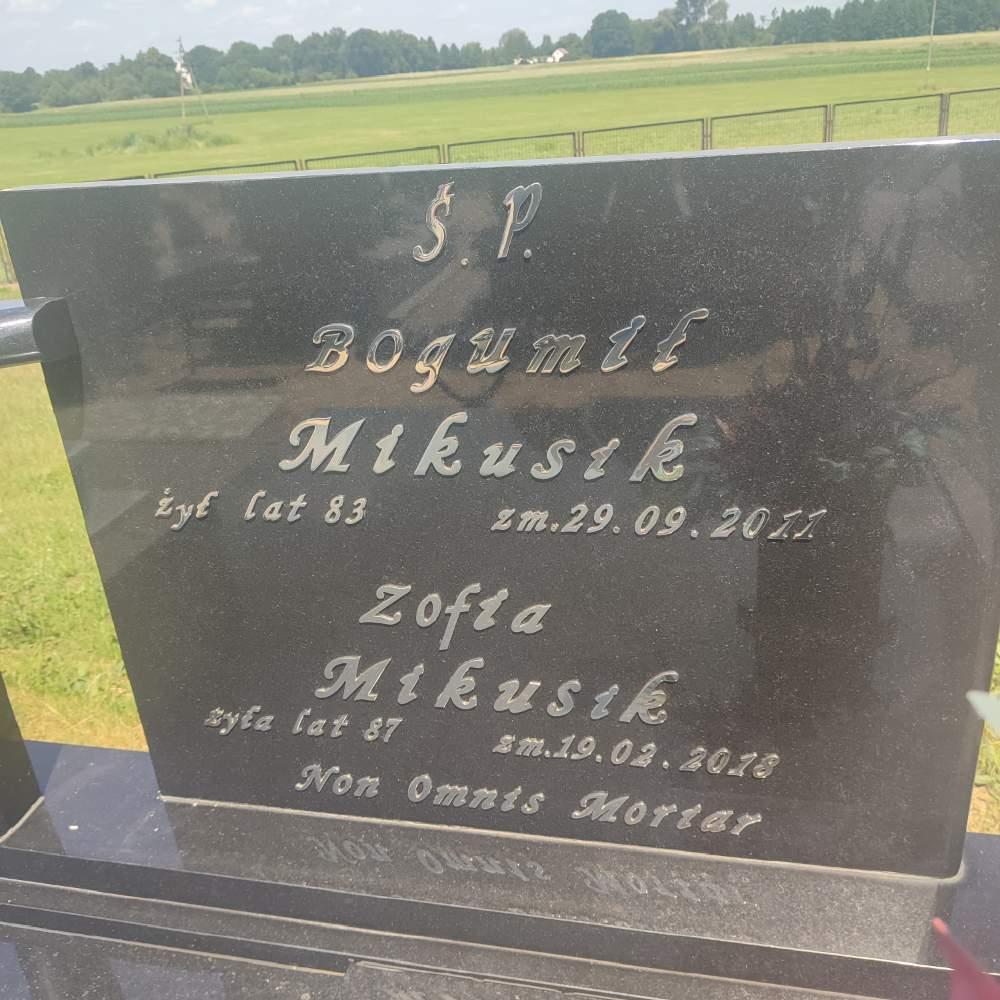 Ś. P.
Bogumił
Mikusik
żył lat 83 zm.29.09.2011
Zofia
Mikusik
żyła lat 87 zm.19.02.2018
Non Omnis Moriar